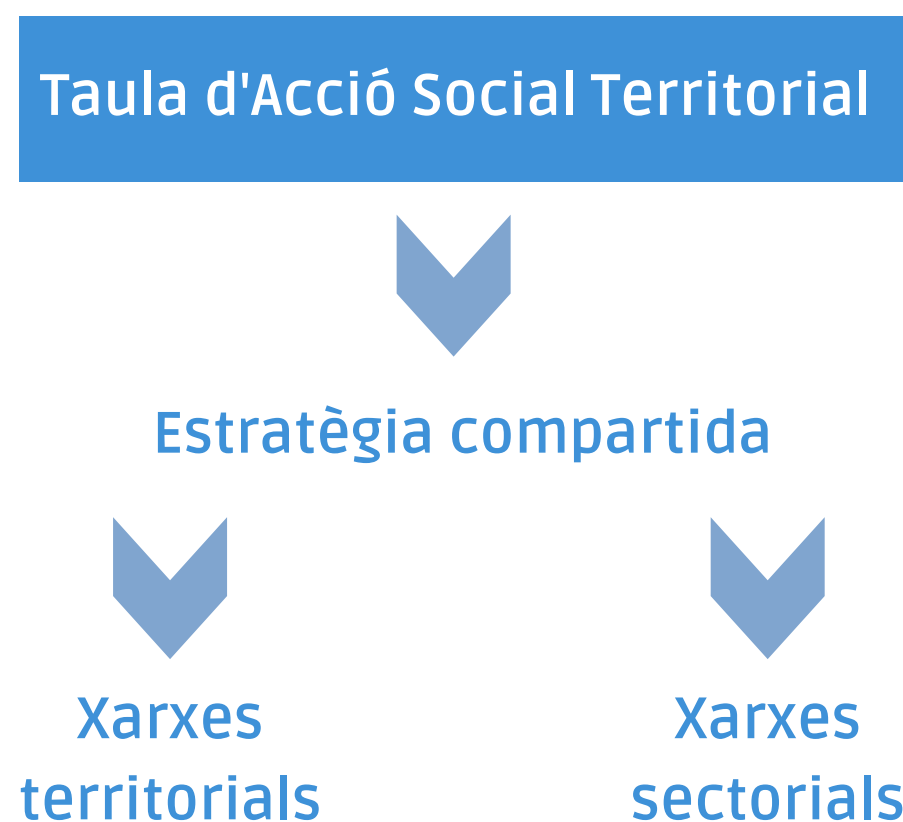 Taula d'Acció Social Territorial
Estratègia compartida
Xarxes
territorials
Xarxes
sectorials